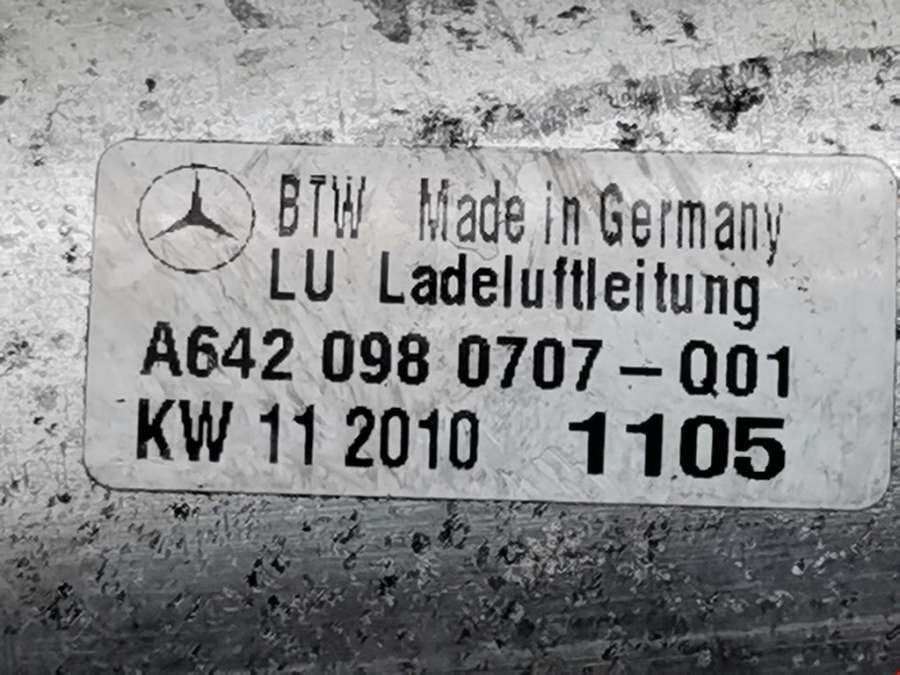 BTW Made in Germany
LU Ladeluftleitung
A642 098 0707-Q01
KW 11 2010 1105